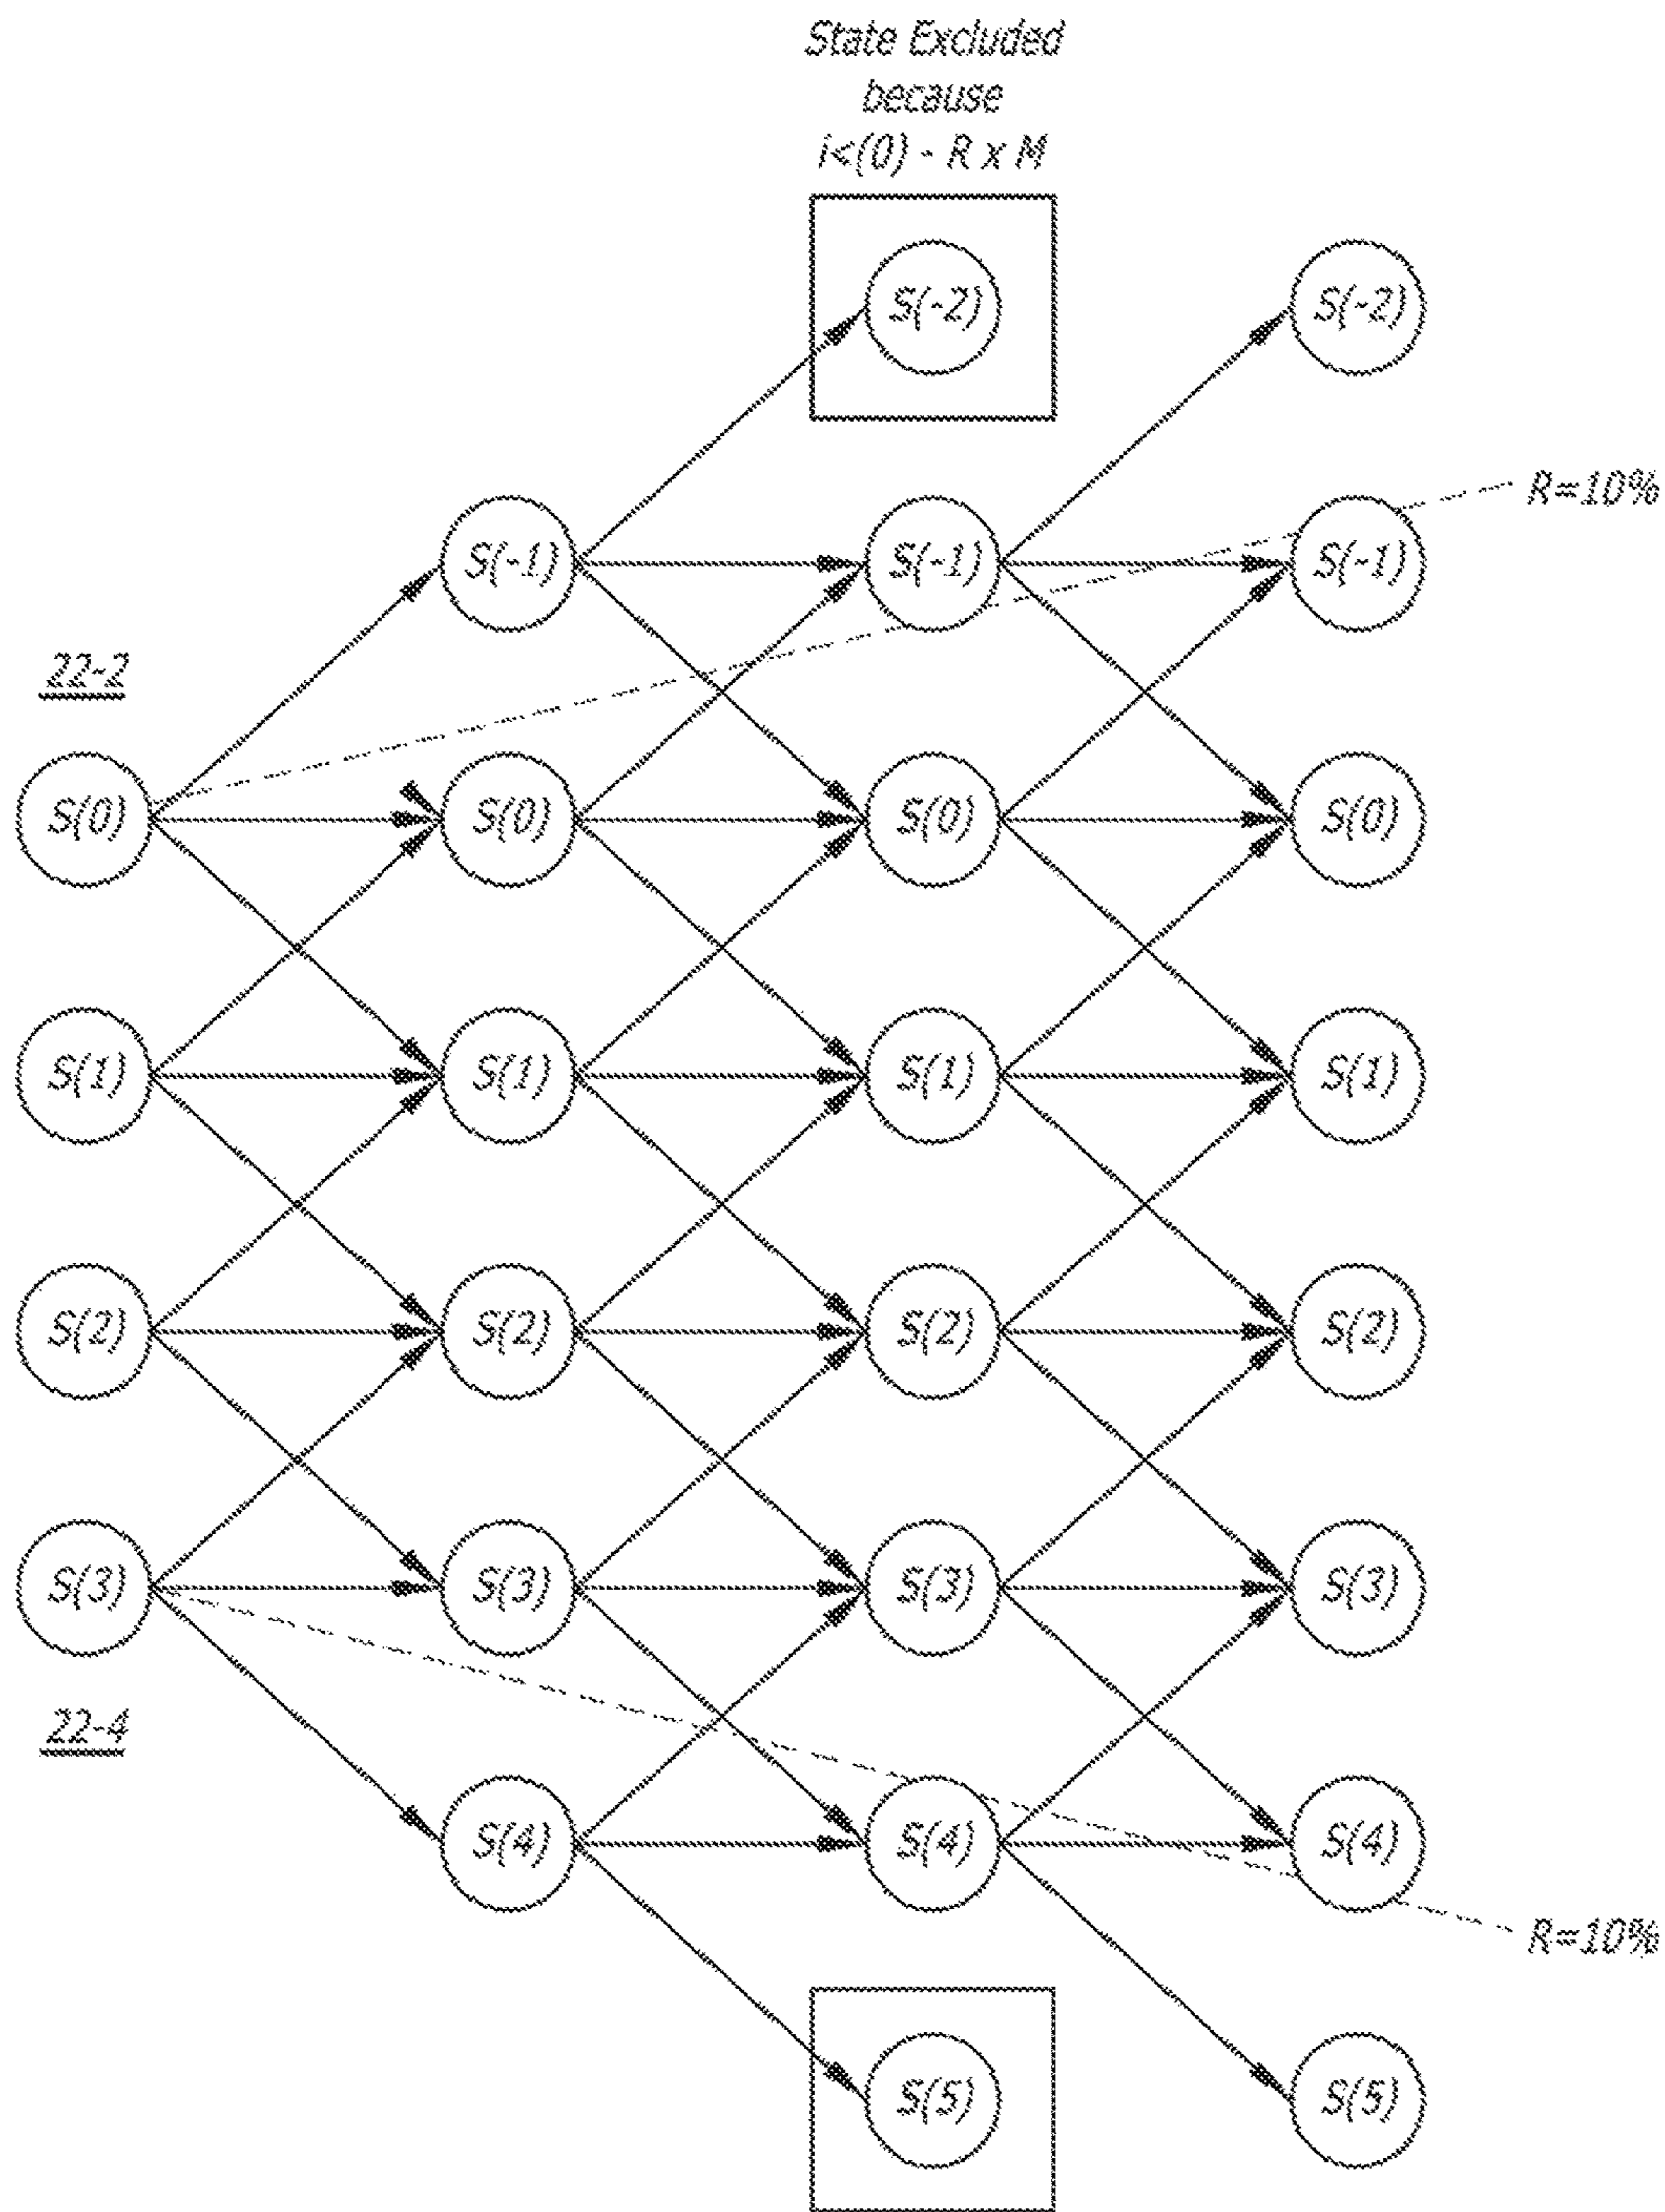 State Excluded
because
i<(0) - R x M
S(-2) S(-2)
R=10%
S(-1) S(-1) S(-1)
22-2
S(0) S(0) S(0) S(0)
S(1) S(1) S(1) S(1)
S(2) S(2) S(2) S(2)
S(3) S(3) S(3) S(3)
22-4
S(4) S(4) S(4)
R=10%
S(5) S(5)